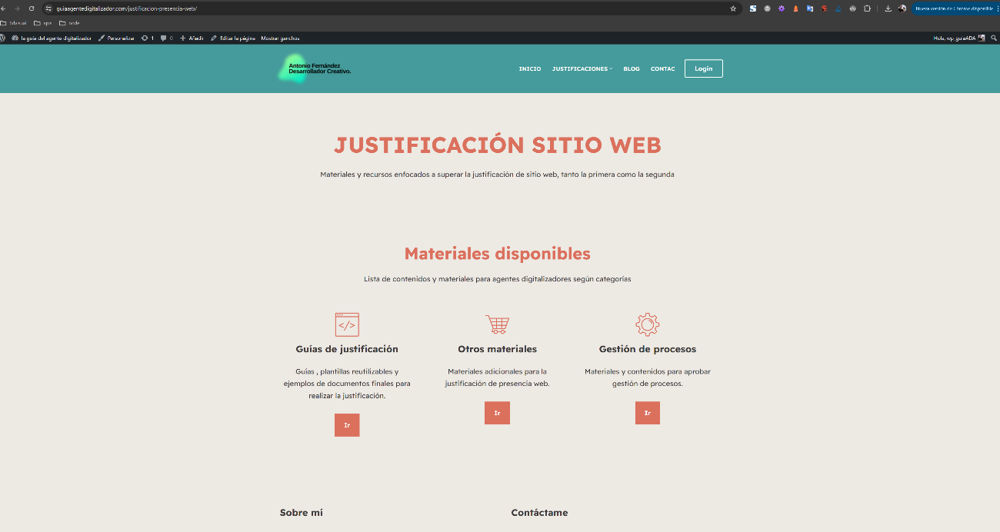 guiaagentedigitalizador.com/justificacion-presencia-web/
Nueva versión de Chrome disponible
bdvisual apis node
la guia del agente digitalizador Personalizar 1 0 Añadir Editar la página Mostrar ganchos
Hola, wp_guiaADA
Antonio Fernández
Desarrollador Creativo.
INICIO JUSTIFICACIONES BLOG CONTAC Login
JUSTIFICACIÓN SITIO WEB
Materiales y recursos enfocados a superar la justificación de sitio web, tanto la primera como la segunda
Materiales disponibles
Lista de contenidos y materiales para agentes digitalizadores según categorías
</>
Guías de justificación
Guías , plantillas reutilizables y
ejemplos de documentos finales para
realizar la justificación.
Ir
Otros materiales
Materiales adicionales para la
justificación de presencia web.
Ir
Gestión de procesos
Materiales y contenidos para aprobar
gestión de procesos.
Ir
Sobre mí
Contáctame